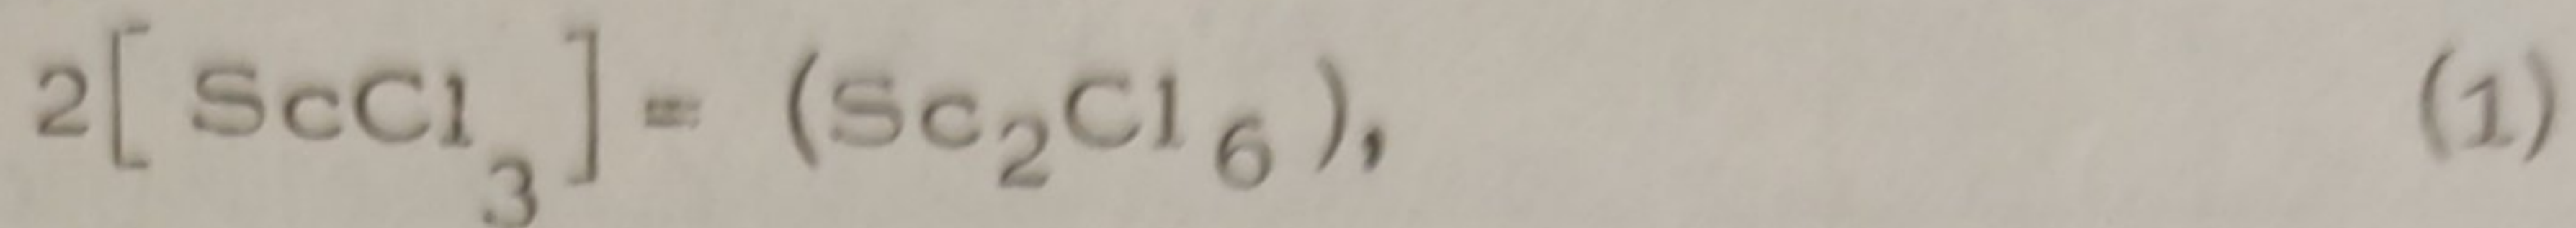 2[ScCl₃] = (Sc₂Cl₆), (1)